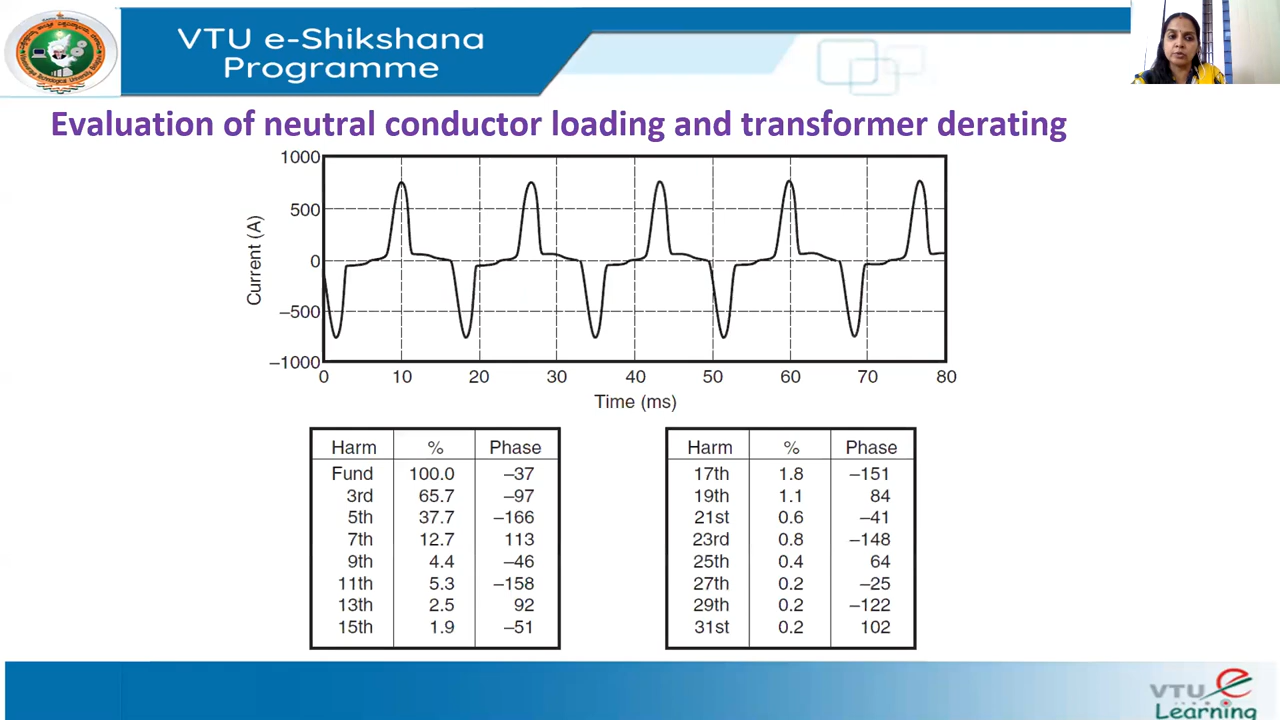 VTU e-Shikshana
Programme
Evaluation of neutral conductor loading and transformer derating
1000
500
0
–500
–1000
Current (A)
0 10 20 30 40 50 60 70 80
Time (ms)
Harm % Phase
Fund 100.0 –37
3rd 65.7 –97
5th 37.7 –166
7th 12.7 113
9th 4.4 –46
11th 5.3 –158
13th 2.5 92
15th 1.9 –51
Harm % Phase
17th 1.8 –151
19th 1.1 84
21st 0.6 –41
23rd 0.8 –148
25th 0.4 64
27th 0.2 –25
29th 0.2 –122
31st 0.2 102
VTU e
Learning